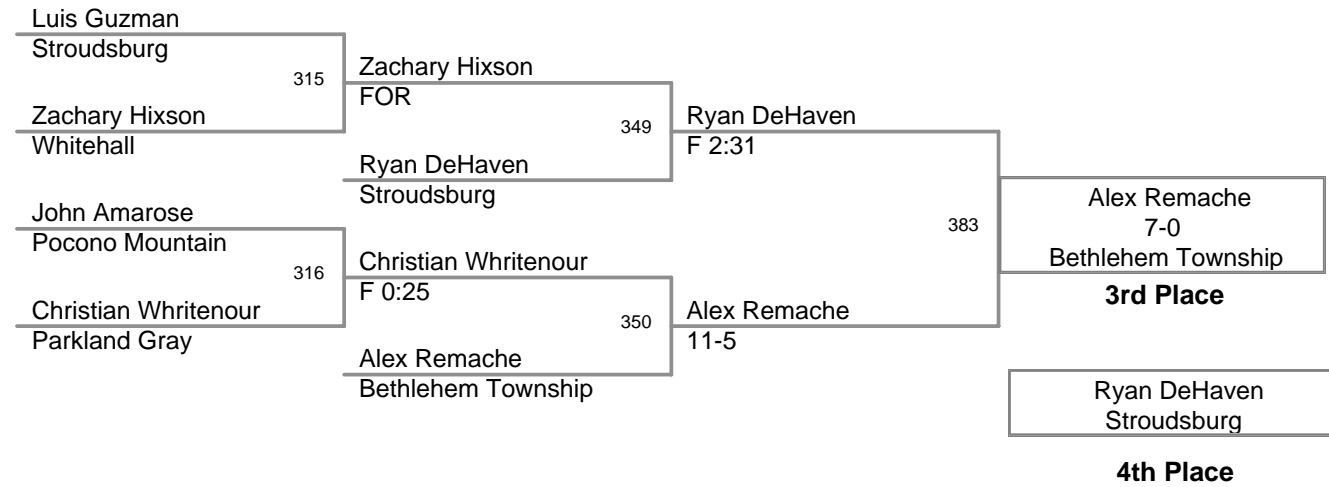 Luis Guzman
Stroudsburg
315
Zachary Hixson
FOR
Zachary Hixson
Whitehall
349
Ryan DeHaven
F 2:31
Ryan DeHaven
Stroudsburg
John Amarose
Pocono Mountain
316
Christian Whritenour
F 0:25
Christian Whritenour
Parkland Gray
350
Alex Remache
11-5
Alex Remache
Bethlehem Township
383
Alex Remache
7-0
Bethlehem Township
3rd Place
Ryan DeHaven
Stroudsburg
4th Place